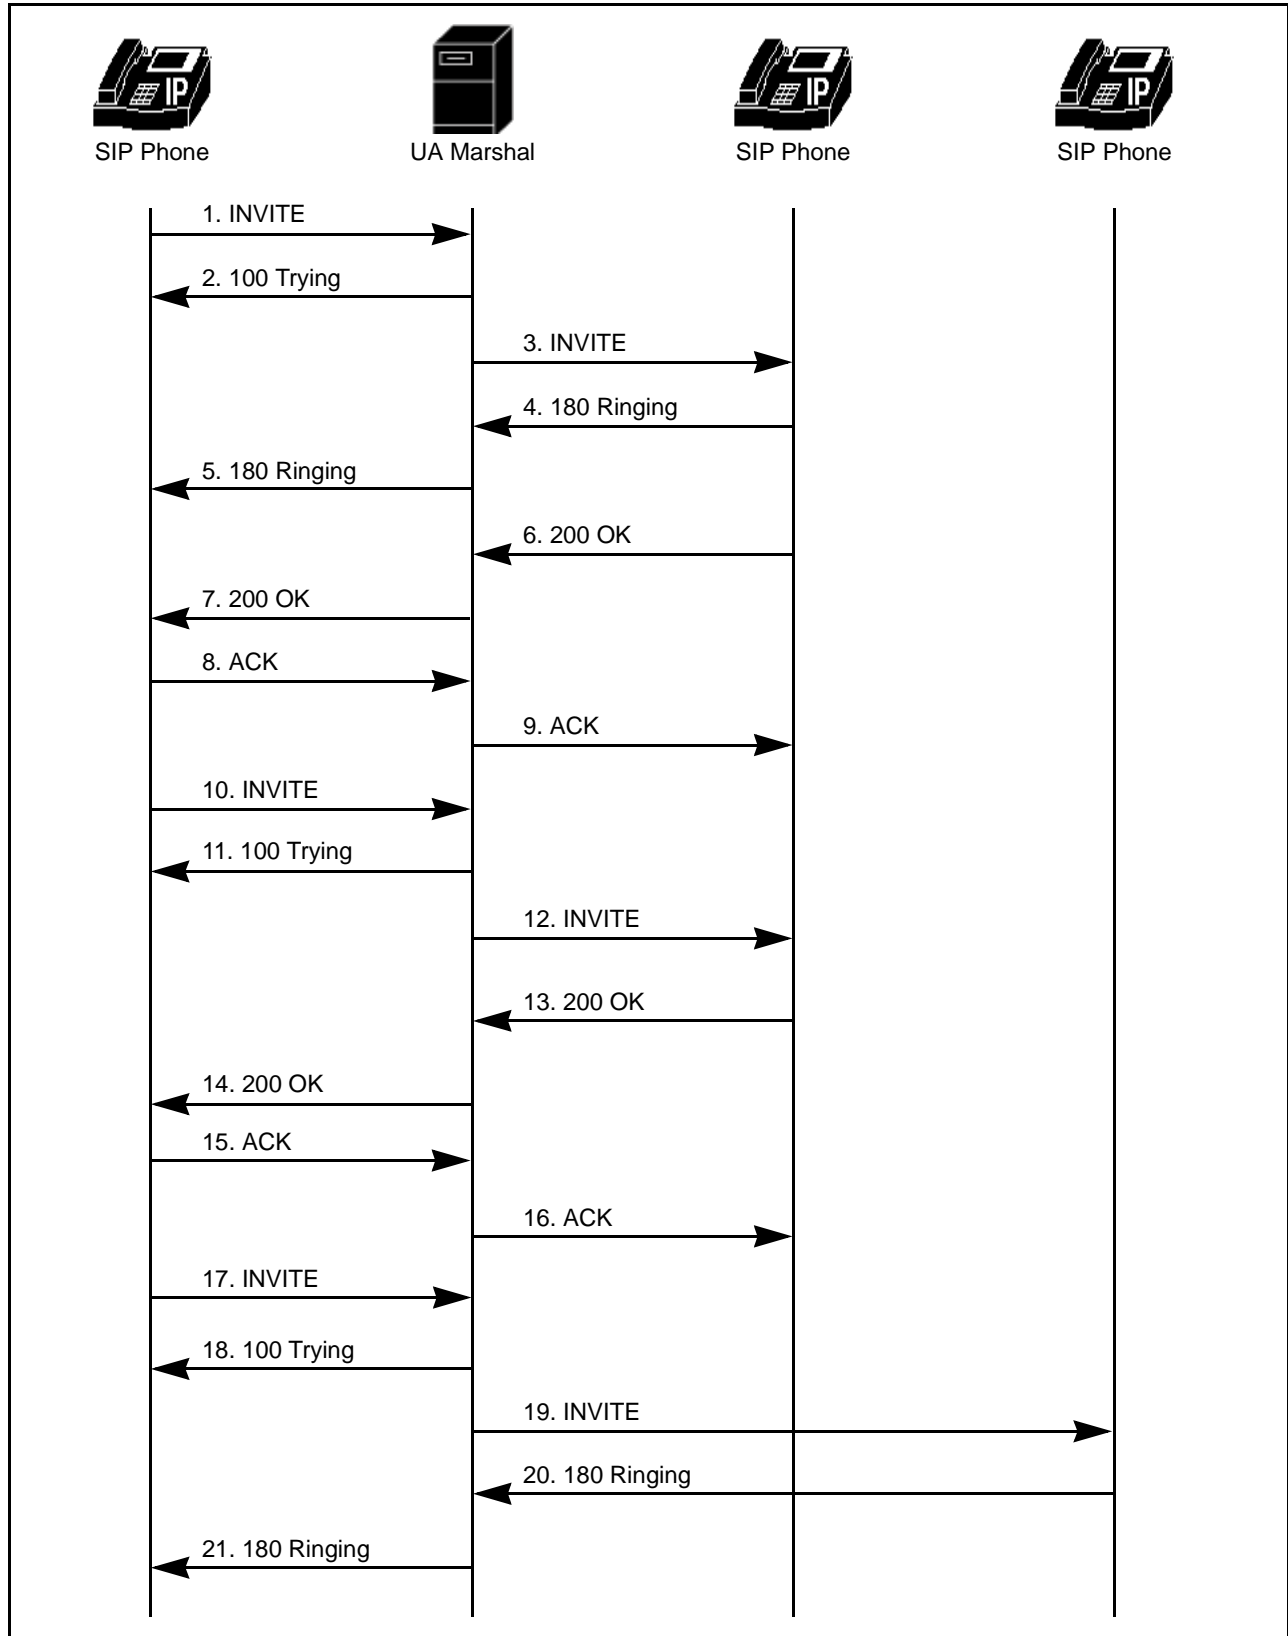 IP
IP
IP
SIP Phone
UA Marshal
SIP Phone
SIP Phone
1. INVITE
2. 100 Trying
3. INVITE
4. 180 Ringing
5. 180 Ringing
6. 200 OK
7. 200 OK
8. ACK
9. ACK
10. INVITE
11. 100 Trying
12. INVITE
13. 200 OK
14. 200 OK
15. ACK
16. ACK
17. INVITE
18. 100 Trying
19. INVITE
20. 180 Ringing
21. 180 Ringing